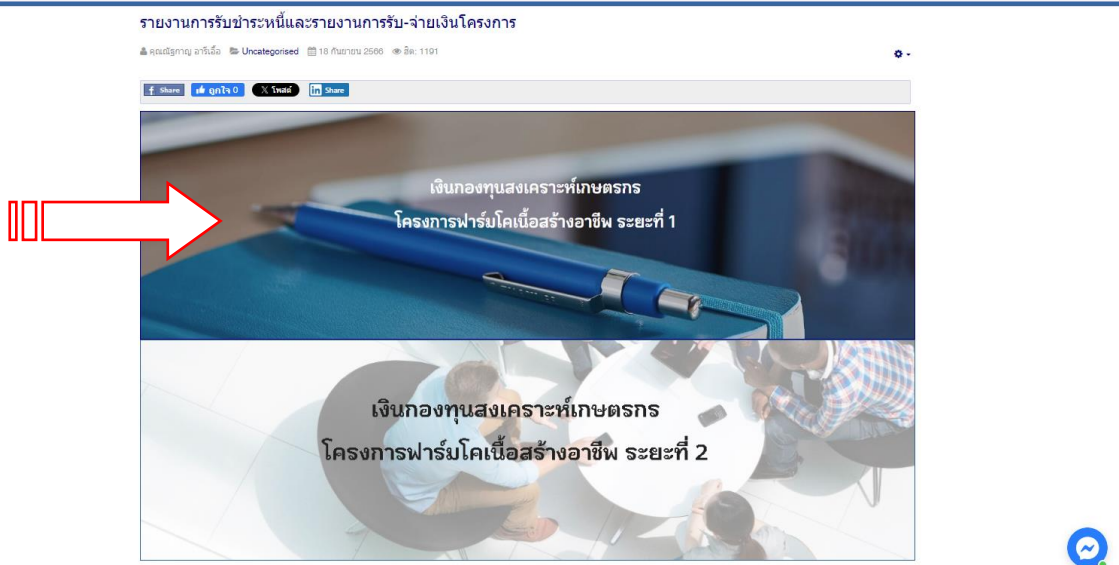 รายงานการรับชำระหนี้และรายงานการรับ-จ่ายเงินโครงการ
คุณณัฐกาญ อารีเอื้อ Uncategorised 18 กันยายน 2566 ฮิต: 1191
f Share ถูกใจ 0 X โพสต์ in Share
เงินกองทุนสงเคราะห์เกษตรกร
โครงการฟาร์มโคเนื้อสร้างอาชีพ ระยะที่ 1
เงินกองทุนสงเคราะห์เกษตรกร
โครงการฟาร์มโคเนื้อสร้างอาชีพ ระยะที่ 2